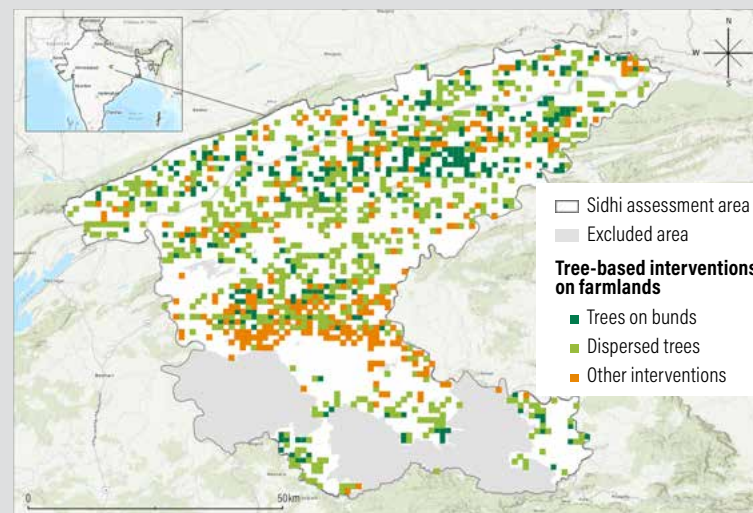 N
W
S
Sidhi assessment area
Excluded area
Tree-based interventions
on farmlands
Trees on bunds
Dispersed trees
Other interventions
0
50km